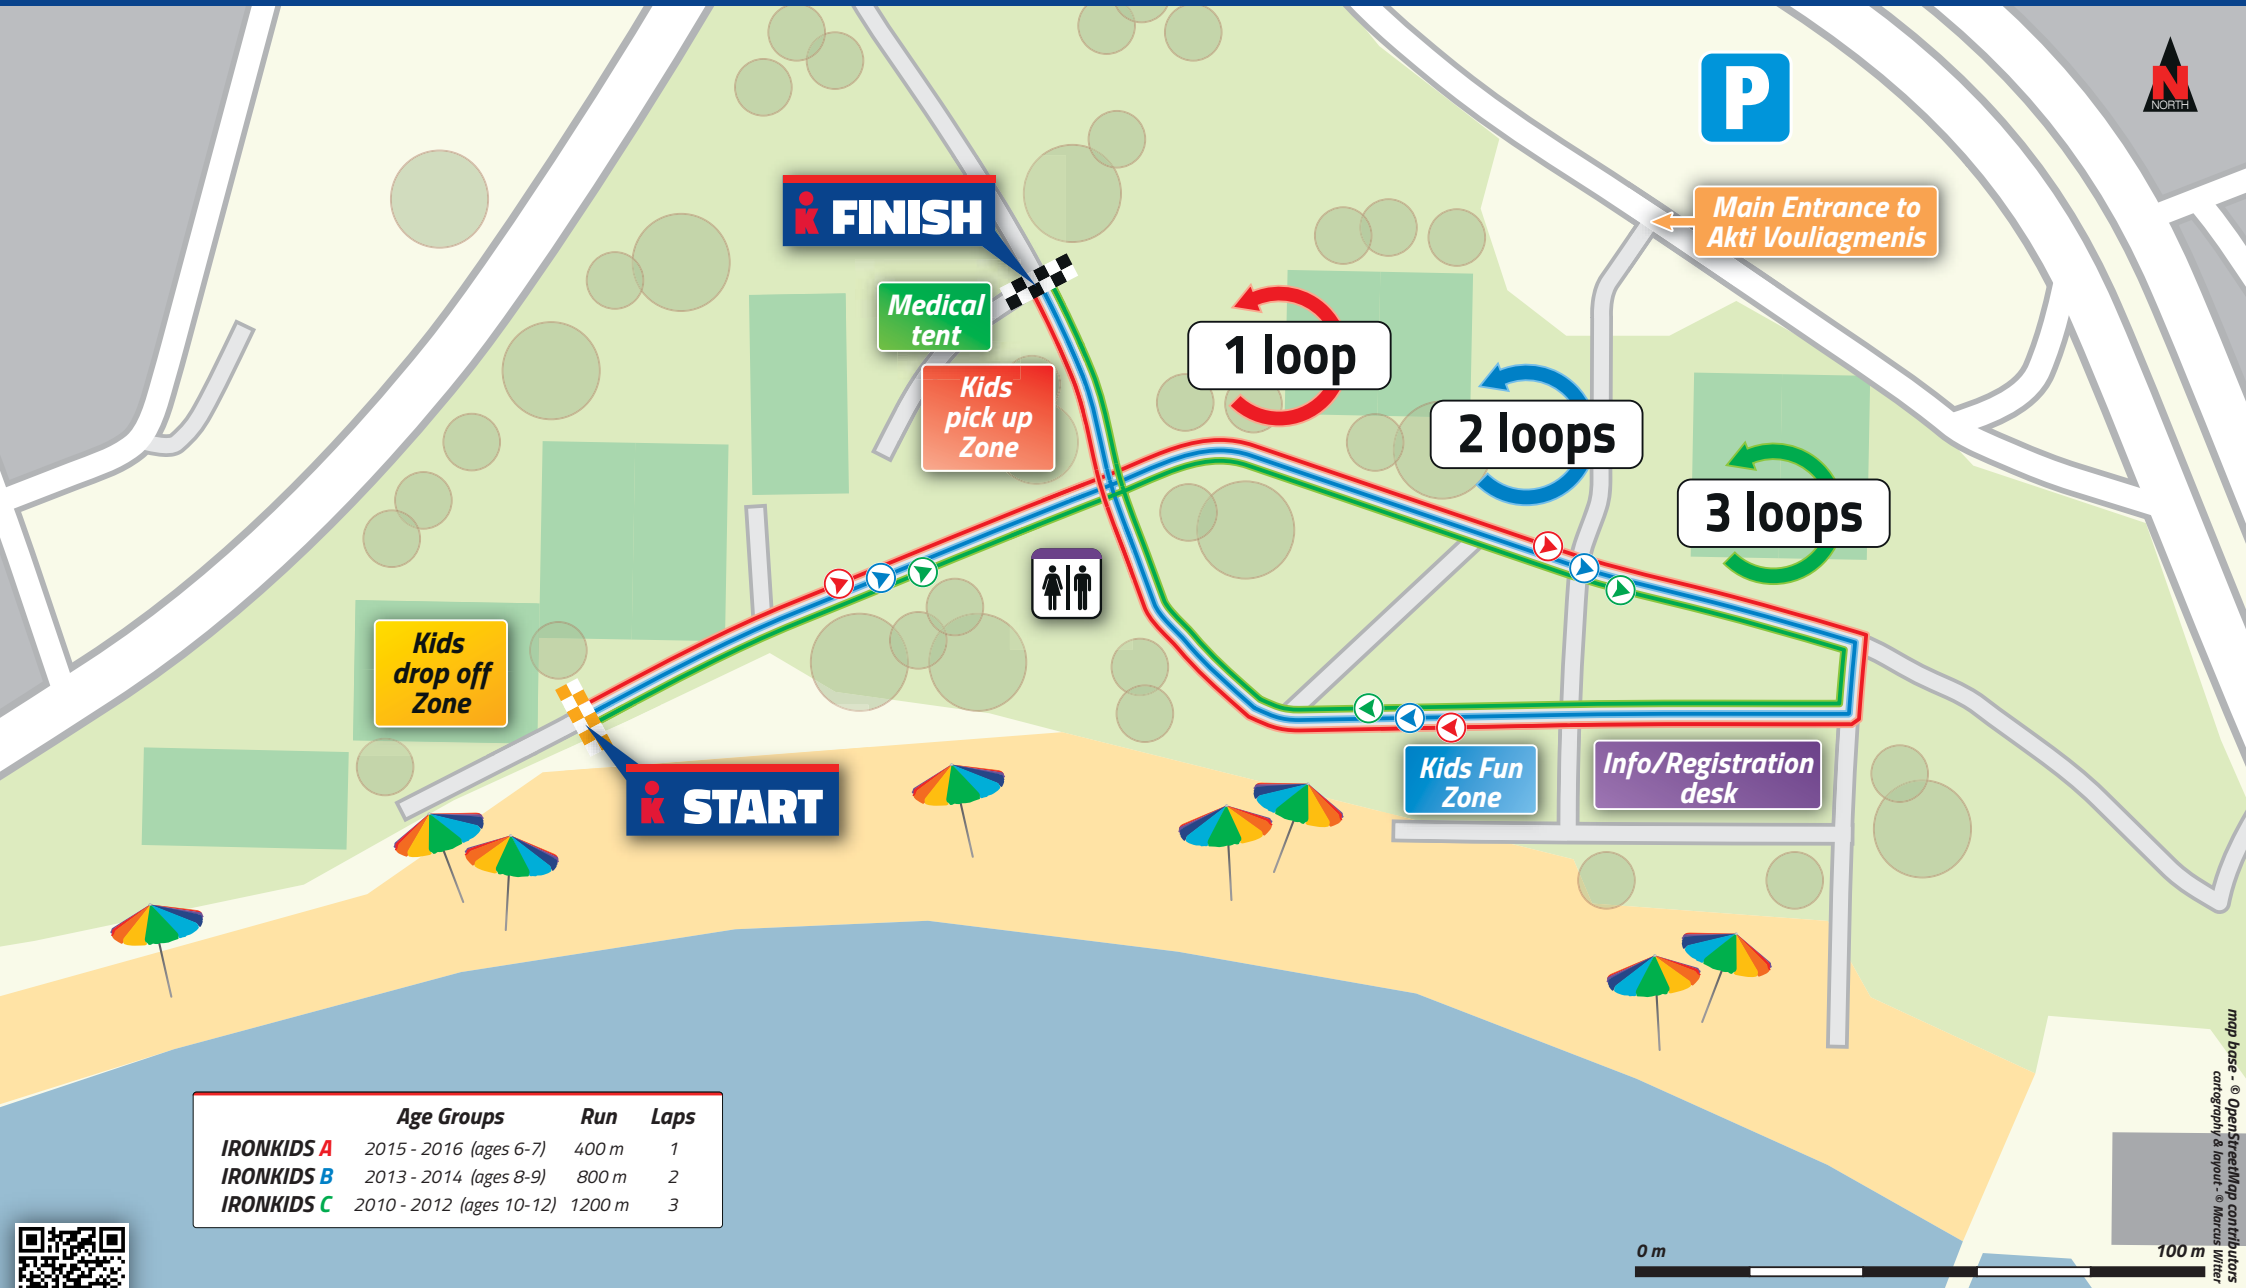 P
N
NORTH
Main Entrance to
Akti Vouliagmenis
K FINISH
Medical
tent
Kids
pick up
Zone
1 loop
2 loops
3 loops
Kids
drop off
Zone
K START
Kids Fun
Zone
Info/Registration
desk
Age Groups Run Laps
IRONKIDS A 2015 - 2016 (ages 6-7) 400 m 1
IRONKIDS B 2013 - 2014 (ages 8-9) 800 m 2
IRONKIDS C 2010 - 2012 (ages 10-12) 1200 m 3
0 m 100 m
map base - © OpenStreetMap contributors
cartography & layout - © Marcus Witter